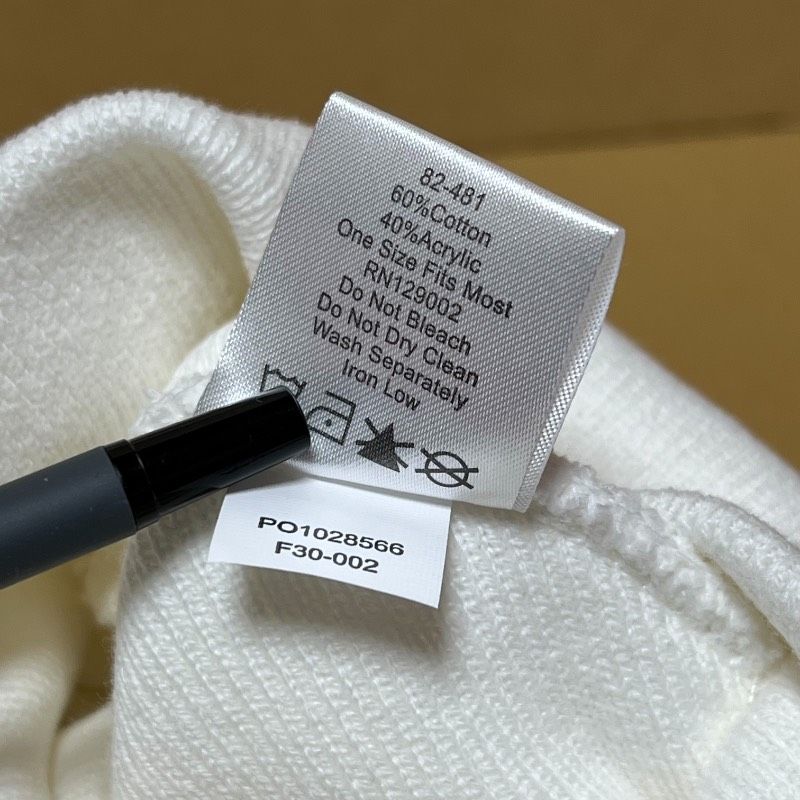 82-481
60%Cotton
40%Acrylic
One Size Fits Most
RN129002
Do Not Bleach
Do Not Dry Clean
Wash Separately
Iron Low
PO1028566
F30-002